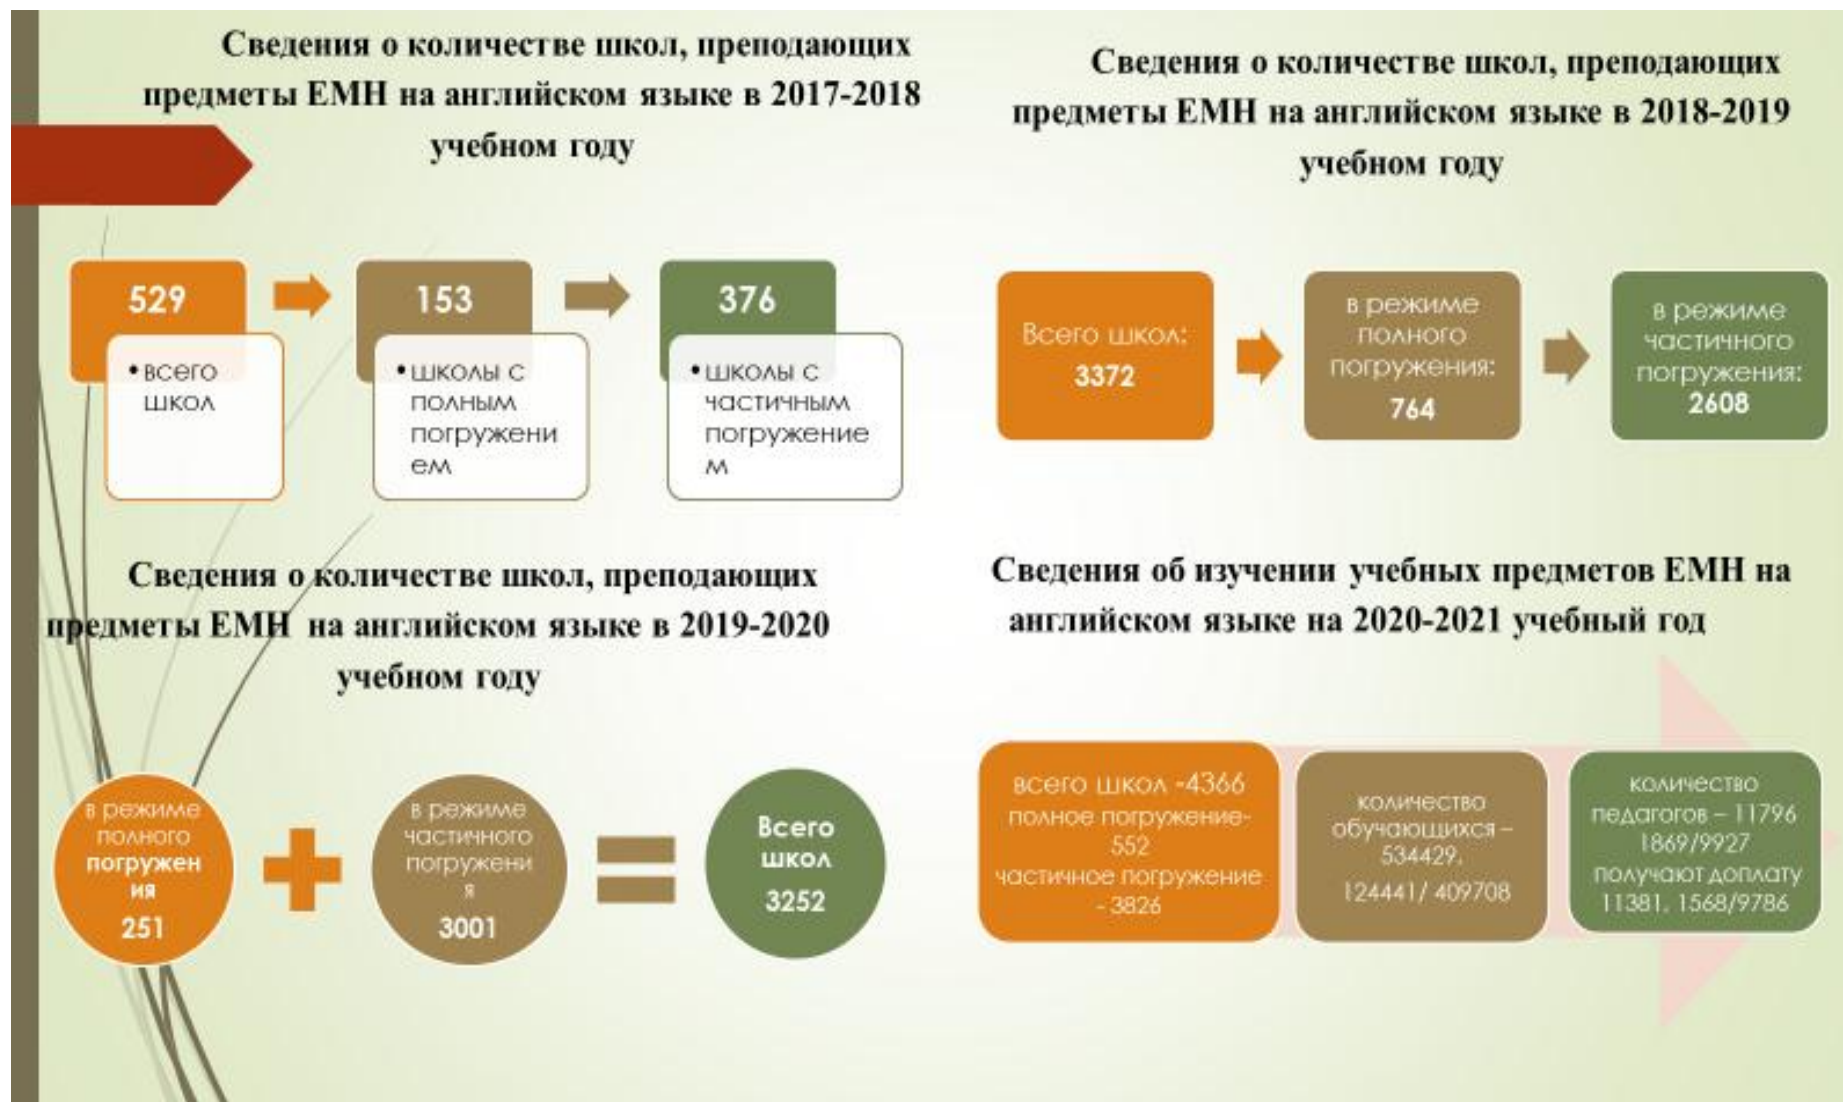 Сведения о количестве школ, преподающих
предметы ЕМН на английском языке в 2017-2018
учебном году
529
• всего
школ
153
• школы с
полным
погружени
ем
376
• школы с
частичным
погружение
м
Сведения о количестве школ, преподающих
предметы ЕМН на английском языке в 2018-2019
учебном году
Всего школ:
3372
в режиме
полного
погружения:
764
в режиме
частичного
погружения:
2608
Сведения о количестве школ, преподающих
предметы ЕМН на английском языке в 2019-2020
учебном году
в режиме
полного
погружен
ия
251
в режиме
частичного
погружени
я
3001
Всего
школ
3252
Сведения об изучении учебных предметов ЕМН на
английском языке на 2020-2021 учебный год
всего школ -4366
полное погружение-
552
частичное погружение
- 3826
количество
обучающихся –
534429,
124441/ 409708
количество
педагогов – 11796
1869/9927
получают доплату
11381, 1568/9786